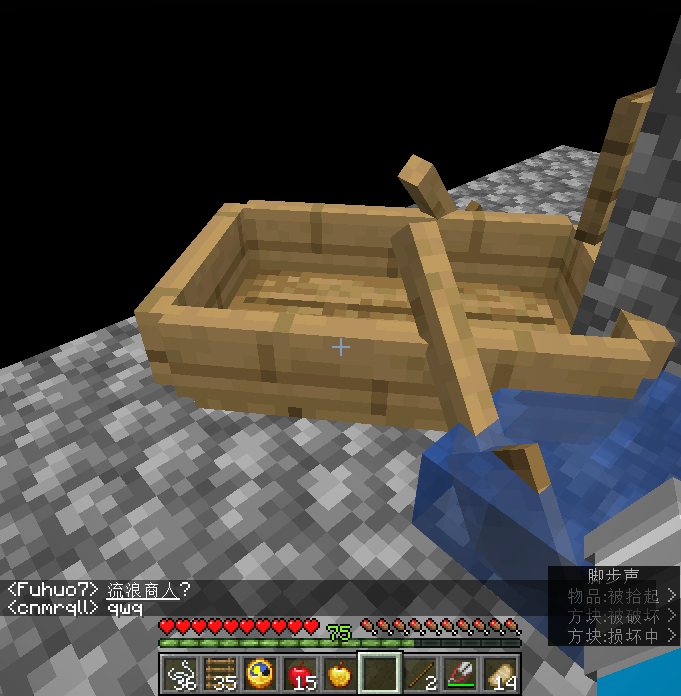 <Fuhuo7> 流浪商人?
<cnmrqll> qwq
脚步声
物品:被拾起 >
方块:被破坏 >
方块:损坏中 >
75
36
35
15
2
14